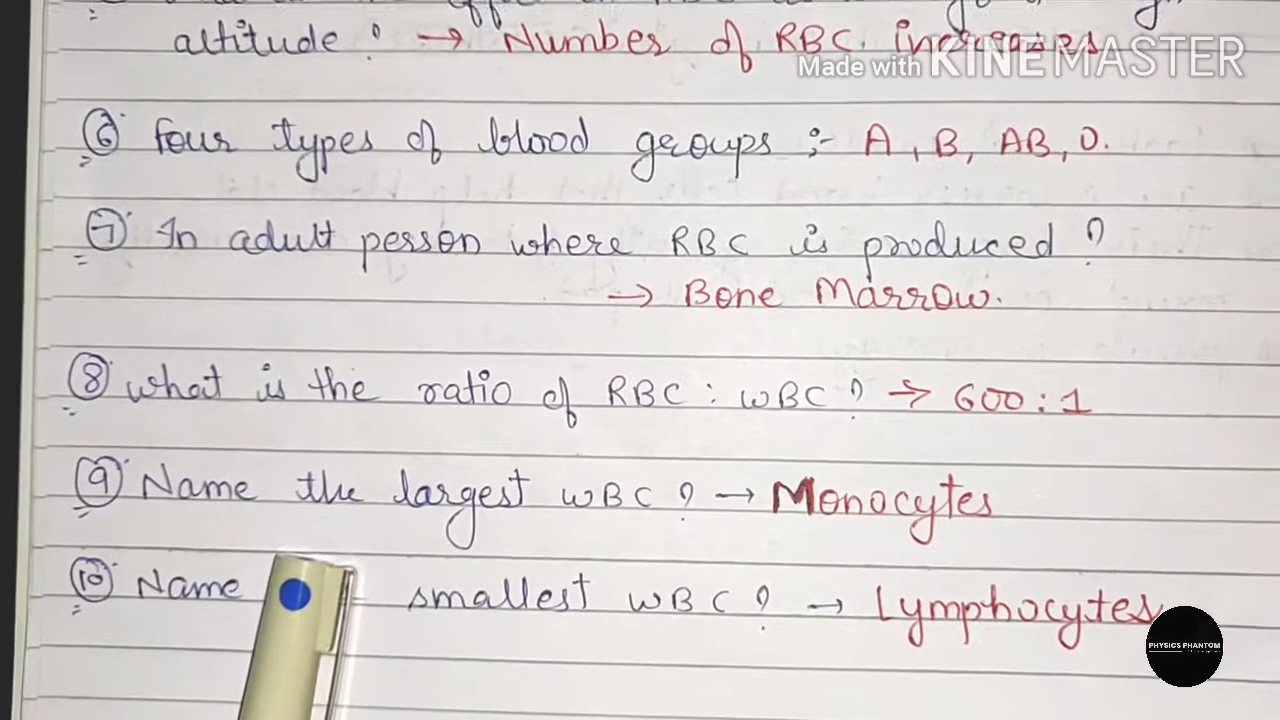 altitude ? → Number of RBC increases
Made with KINEMASTER
6 Four types of blood groups :- A, B, AB, O.
7 In adult person where RBC is produced ?
→ Bone Marrow.
8 What is the ratio of RBC : WBC ? → 600 : 1
9 Name the largest WBC ? → Monocytes
10 Name smallest WBC ? → Lymphocytes
PHYSICS PHANTOM